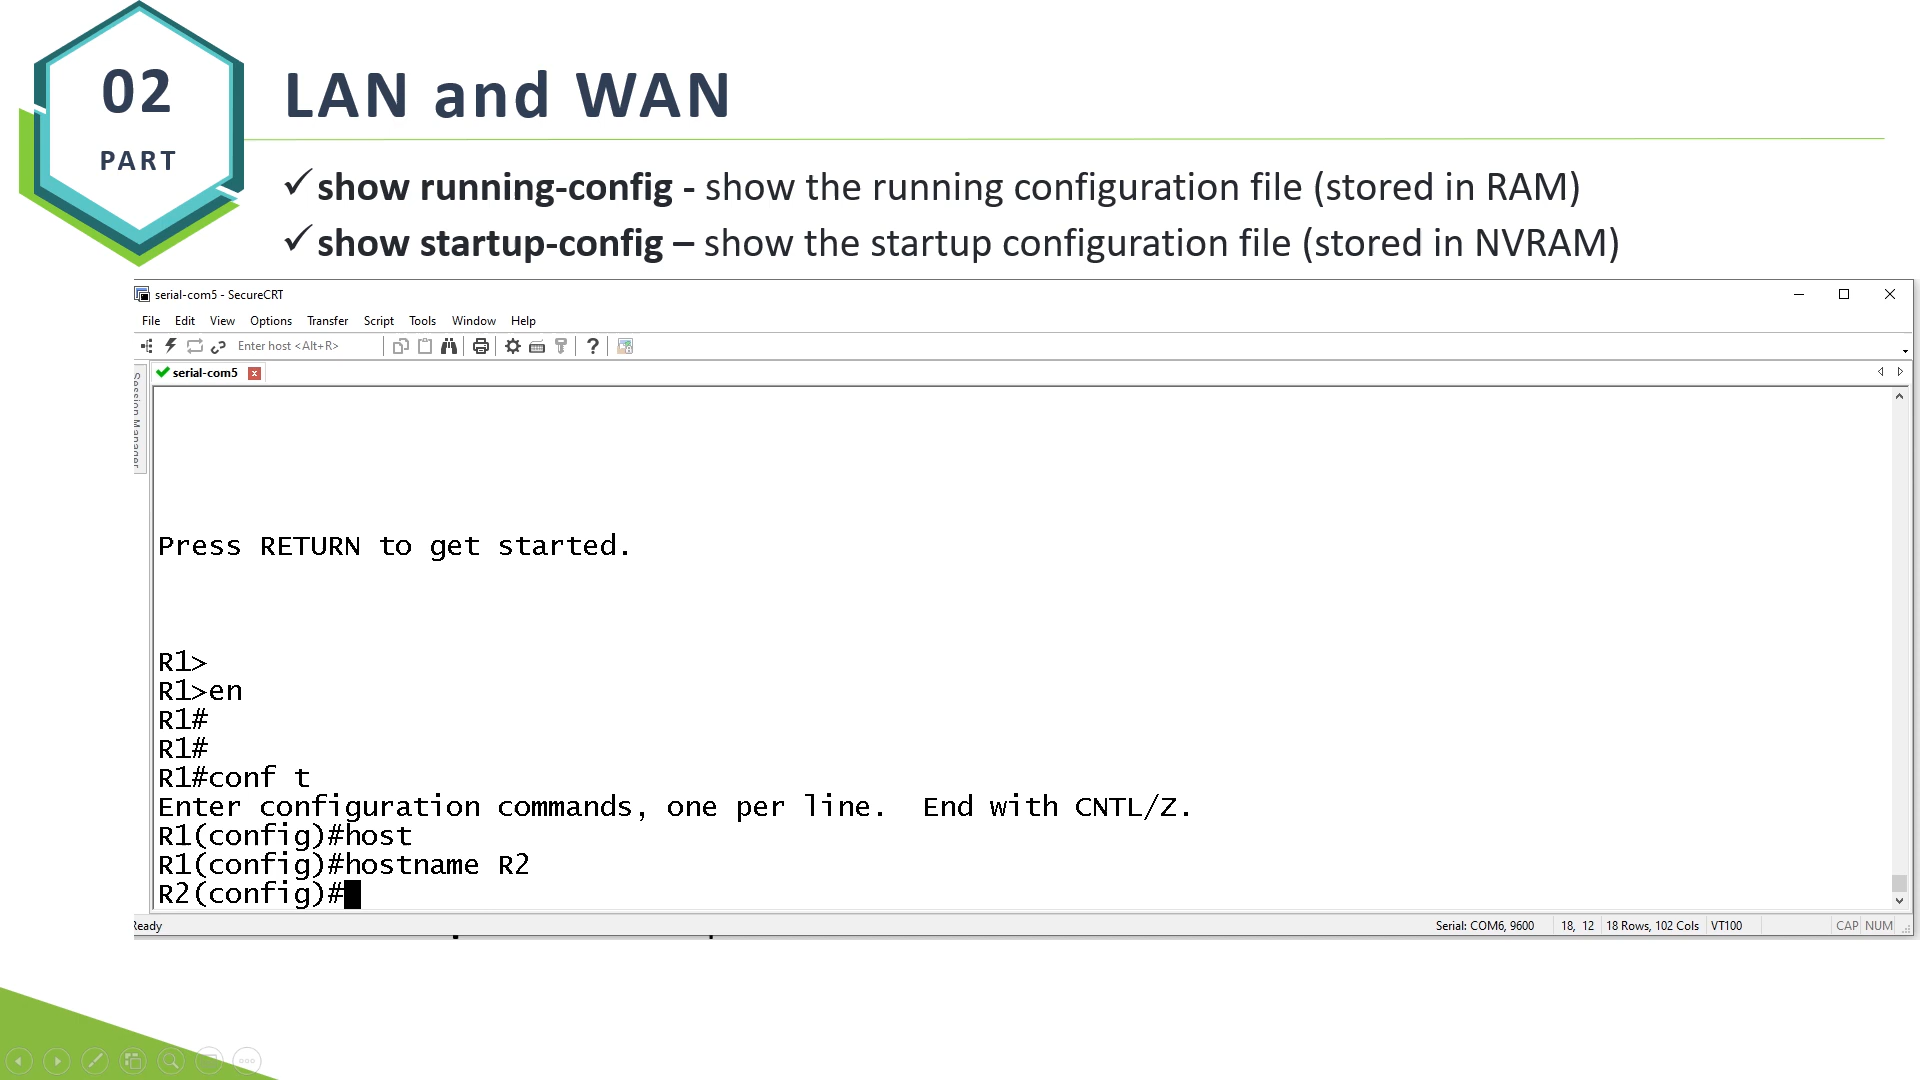 02
PART
LAN and WAN
✓show running-config - show the running configuration file (stored in RAM)
✓show startup-config – show the startup configuration file (stored in NVRAM)
serial-com5 - SecureCRT
File Edit View Options Transfer Script Tools Window Help
Enter host <Alt+R>
serial-com5
Session Manager
Press RETURN to get started.
R1>
R1>en
R1#
R1#
R1#conf t
Enter configuration commands, one per line.  End with CNTL/Z.
R1(config)#host
R1(config)#hostname R2
R2(config)#
Ready Serial: COM6, 9600 18, 12 18 Rows, 102 Cols VT100 CAP NUM